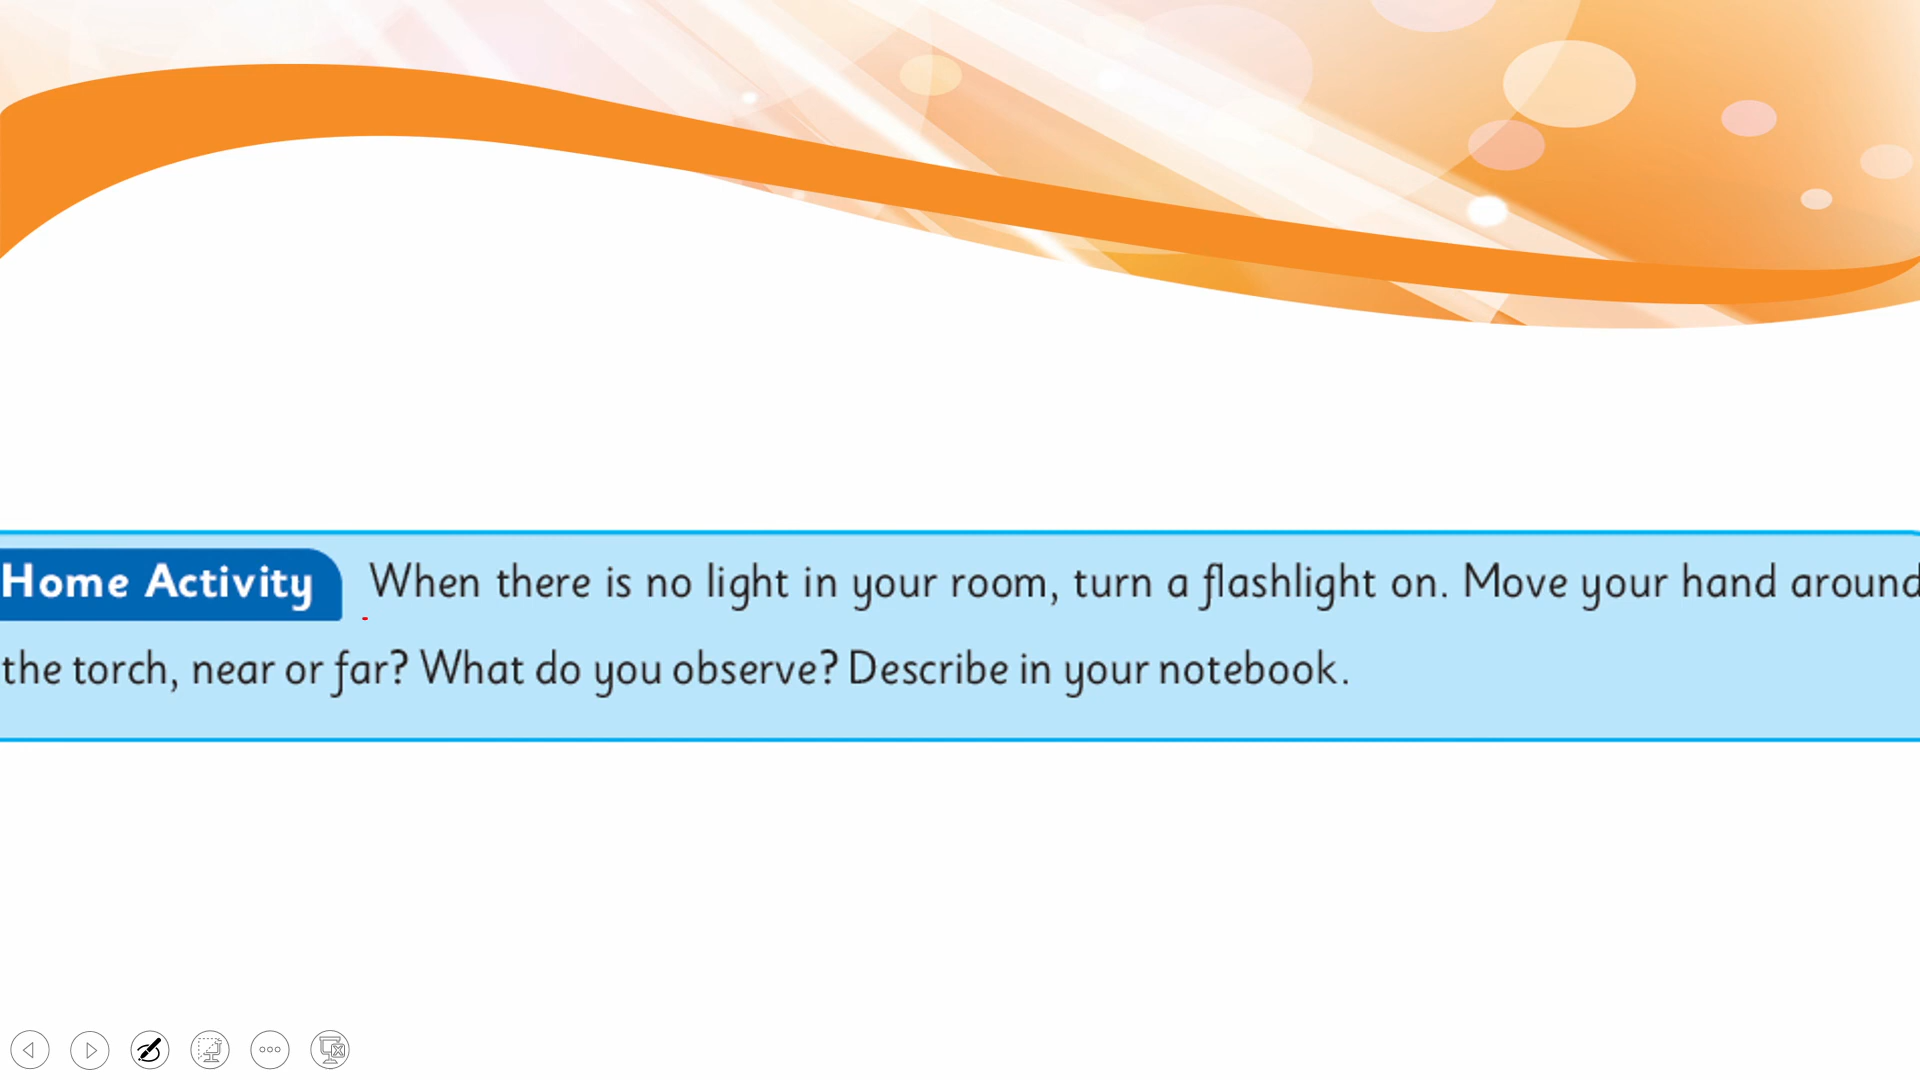 Home Activity When there is no light in your room, turn a flashlight on. Move your hand around
the torch, near or far? What do you observe? Describe in your notebook.